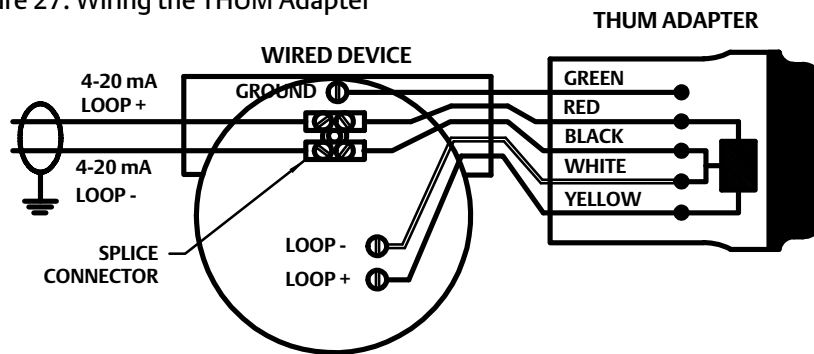 27. Wiring the THUM Adapter
THUM ADAPTER
WIRED DEVICE
4-20 mA
LOOP +
GROUND
GREEN
RED
BLACK
WHITE
YELLOW
4-20 mA
LOOP -
SPLICE
CONNECTOR
LOOP -
LOOP +